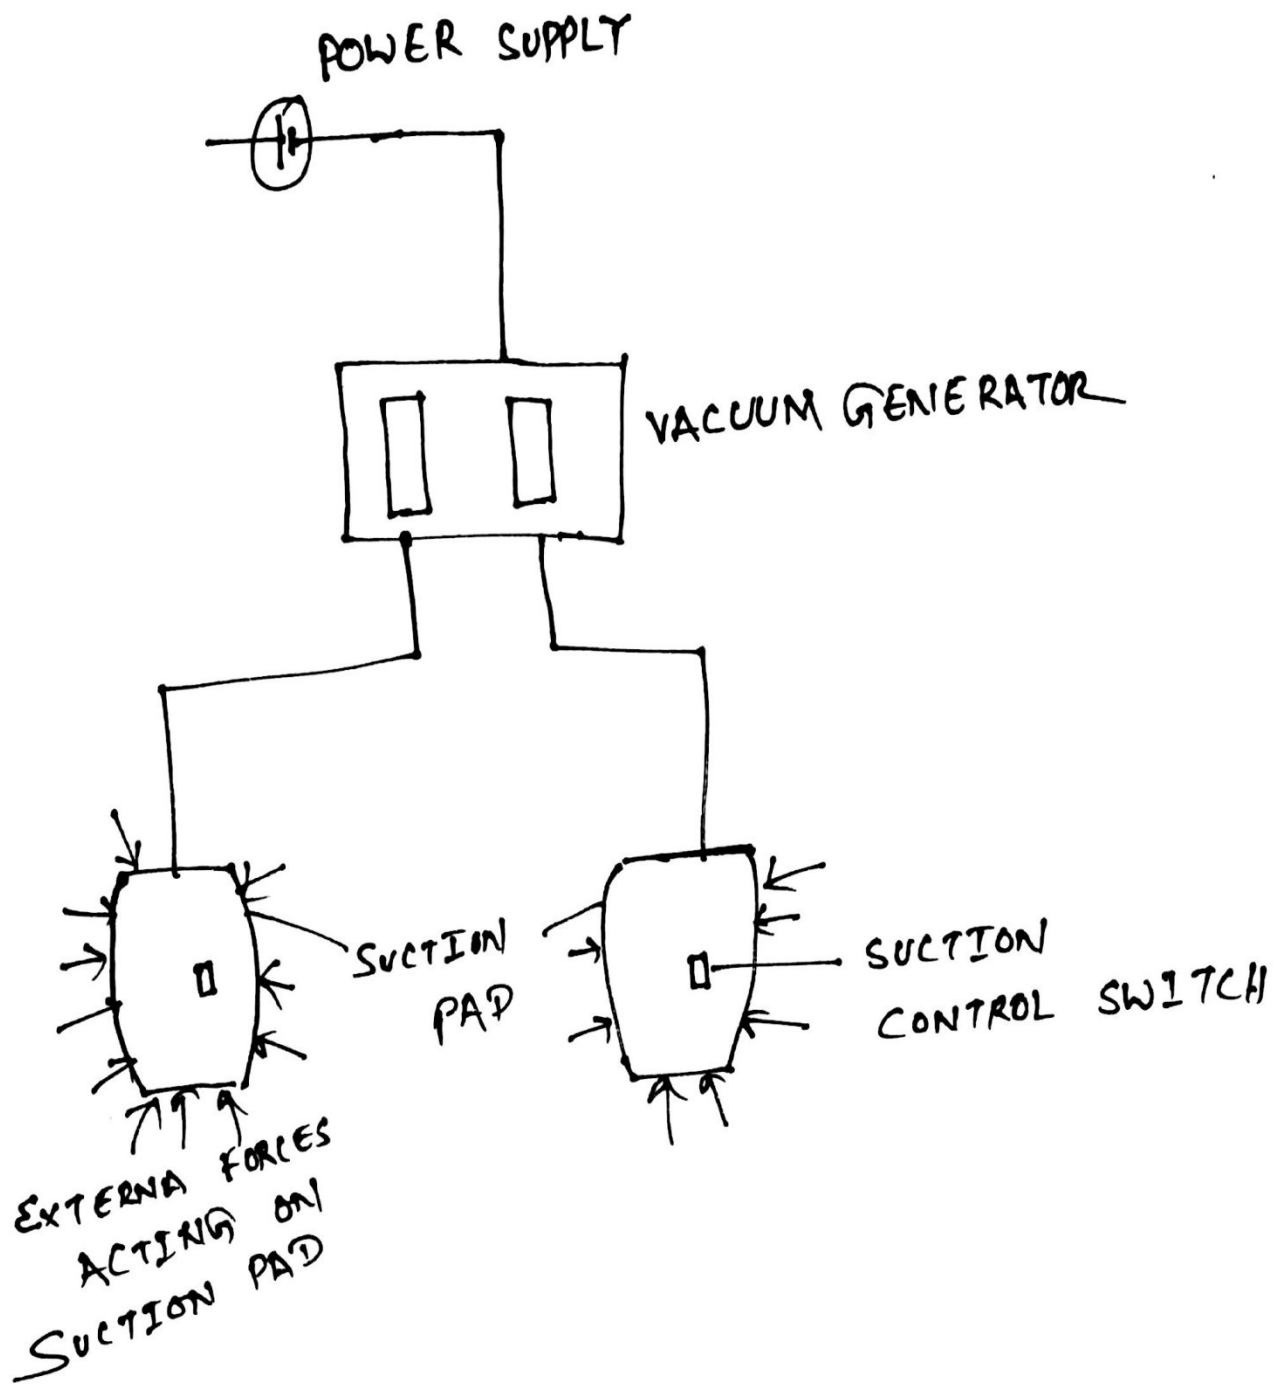 POWER SUPPLY
VACUUM GENERATOR
SUCTION
PAD
SUCTION
CONTROL SWITCH
EXTERNA FORCES
ACTING ON
SUCTION PAD